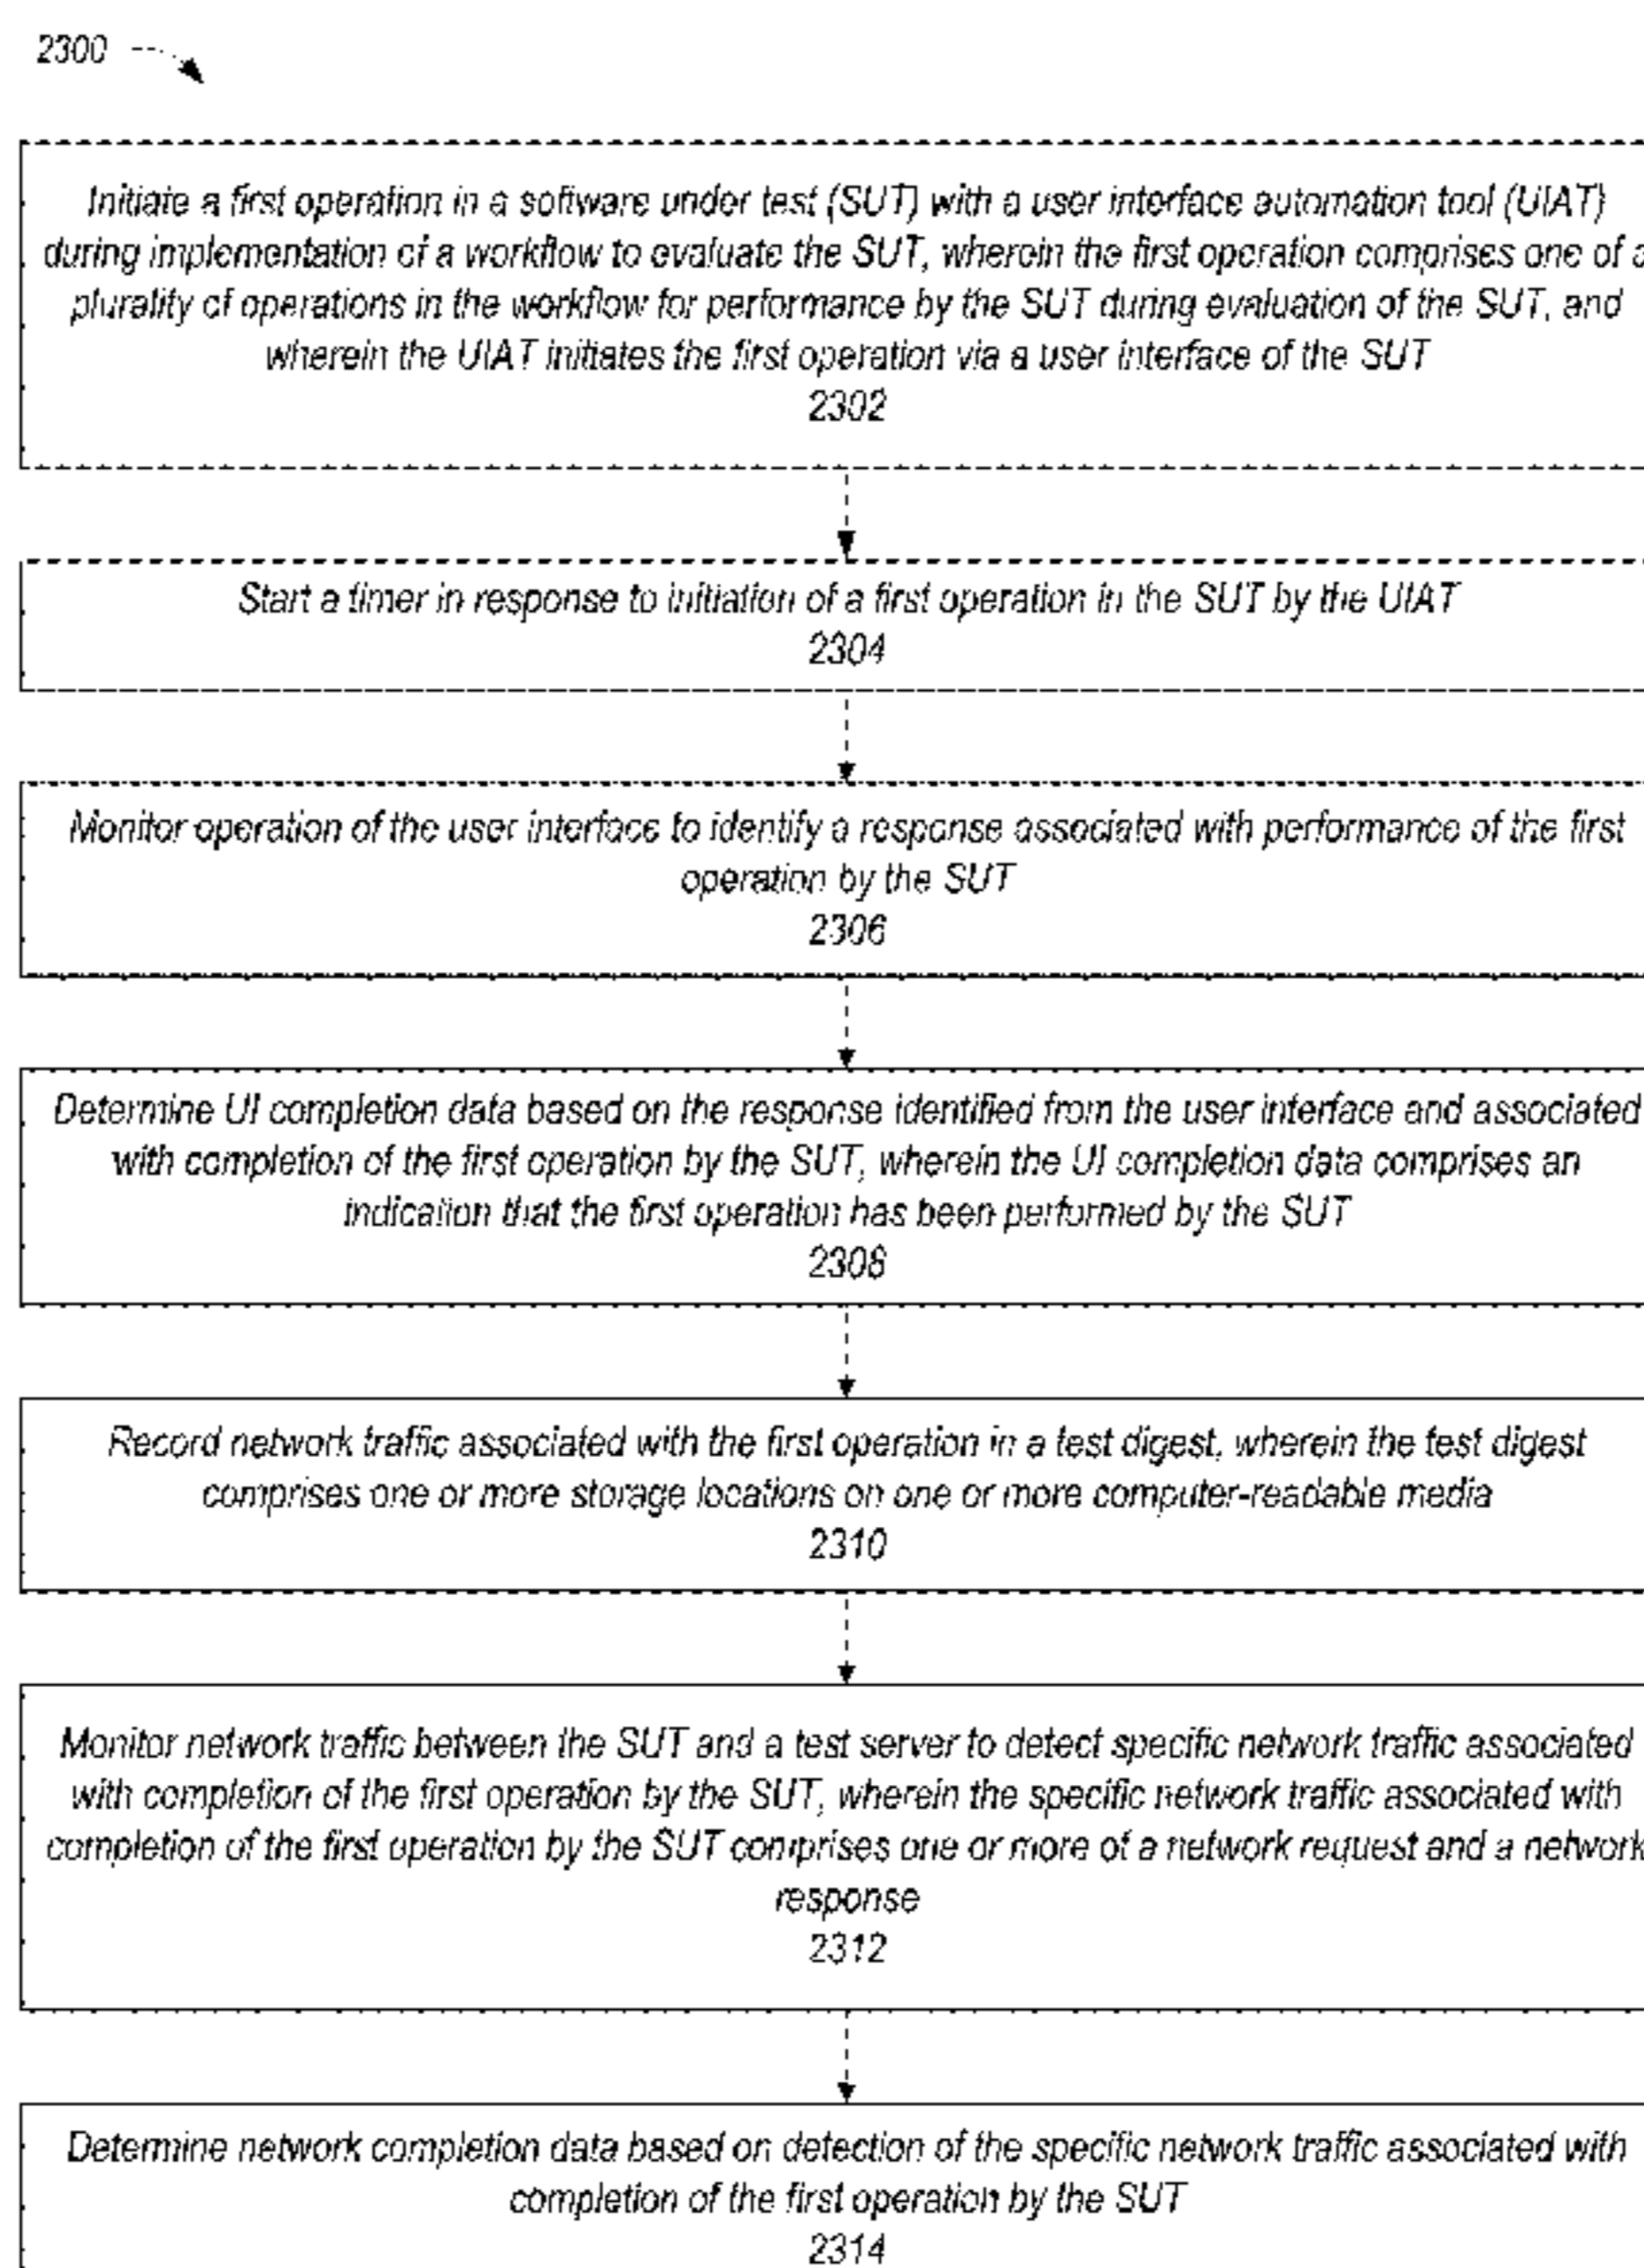 2300
Initiate a first operation in a software under test (SUT) with a user interface automation tool (UIAT)
during implementation of a workflow to evaluate the SUT, wherein the first operation comprises one of a
plurality of operations in the workflow for performance by the SUT during evaluation of the SUT, and
wherein the UIAT initiates the first operation via a user interface of the SUT
2302
Start a timer in response to initiation of a first operation in the SUT by the UIAT
2304
Monitor operation of the user interface to identify a response associated with performance of the first
operation by the SUT
2306
Determine UI completion data based on the response identified from the user interface and associated
with completion of the first operation by the SUT, wherein the UI completion data comprises an
indication that the first operation has been performed by the SUT
2308
Record network traffic associated with the first operation in a test digest, wherein the test digest
comprises one or more storage locations on one or more computer-readable media
2310
Monitor network traffic between the SUT and a test server to detect specific network traffic associated
with completion of the first operation by the SUT, wherein the specific network traffic associated with
completion of the first operation by the SUT comprises one or more of a network request and a network
response
2312
Determine network completion data based on detection of the specific network traffic associated with
completion of the first operation by the SUT
2314